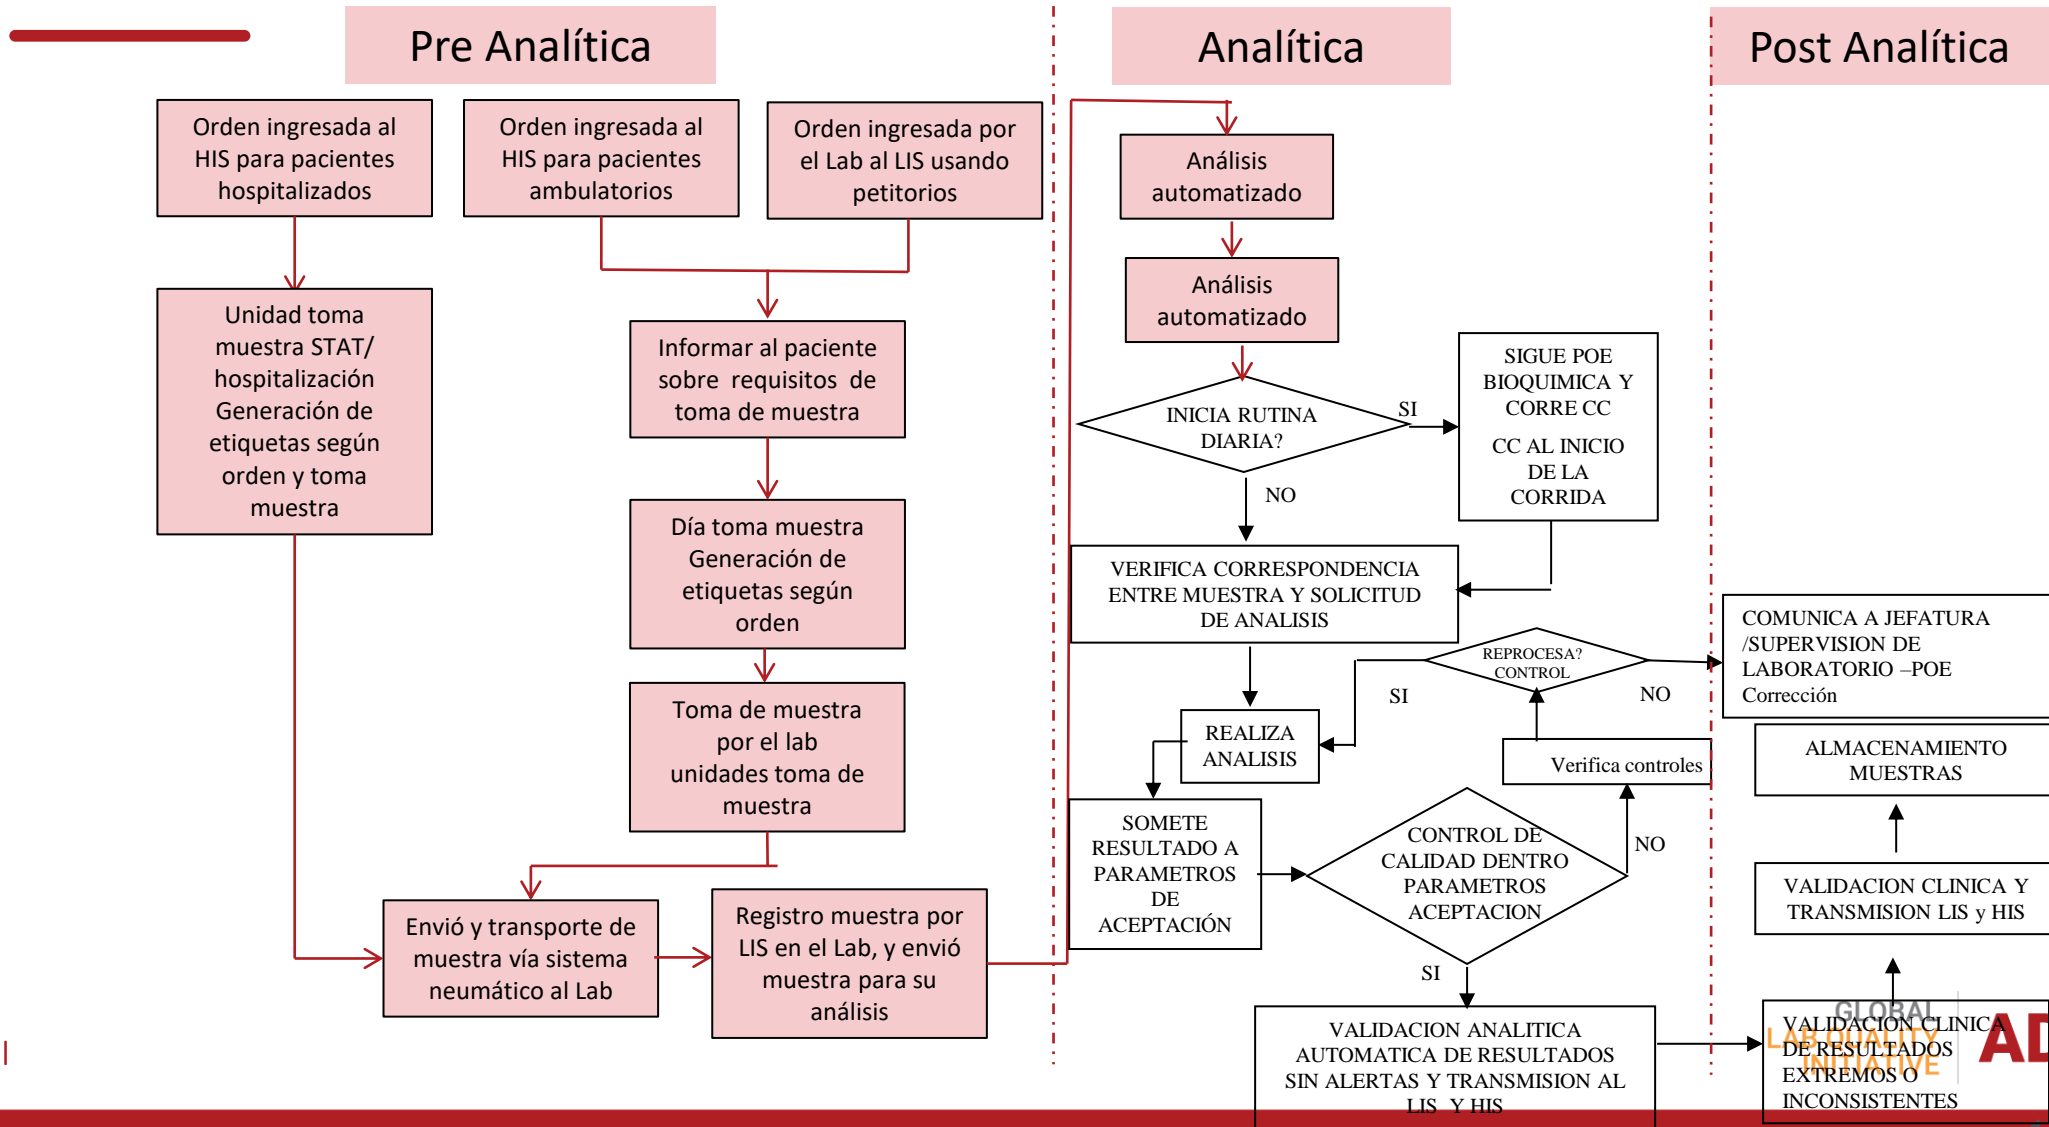 Pre Analítica
Analítica
Post Analítica
Orden ingresada al
HIS para pacientes
hospitalizados
Orden ingresada al
HIS para pacientes
ambulatorios
Orden ingresada por
el Lab al LIS usando
petitorios
Unidad toma
muestra STAT/
hospitalización
Generación de
etiquetas según
orden y toma
muestra
Informar al paciente
sobre requisitos de
toma de muestra
Día toma muestra
Generación de
etiquetas según
orden
Toma de muestra
por el lab
unidades toma de
muestra
Envió y transporte de
muestra vía sistema
neumático al Lab
Registro muestra por
LIS en el Lab, y envió
muestra para su
análisis
Análisis
automatizado
Análisis
automatizado
INICIA RUTINA
DIARIA?
SI
NO
SIGUE POE
BIOQUIMICA Y
CORRE CC
CC AL INICIO
DE LA
CORRIDA
VERIFICA CORRESPONDENCIA
ENTRE MUESTRA Y SOLICITUD
DE ANALISIS
REPROCESA?
CONTROL
SI
NO
REALIZA
ANALISIS
Verifica controles
SOMETE
RESULTADO A
PARAMETROS
DE
ACEPTACIÓN
CONTROL DE
CALIDAD DENTRO
PARAMETROS
ACEPTACION
NO
SI
VALIDACION ANALITICA
AUTOMATICA DE RESULTADOS
SIN ALERTAS Y TRANSMISION AL
LIS Y HIS
COMUNICA A JEFATURA
/SUPERVISION DE
LABORATORIO –POE
Corrección
ALMACENAMIENTO
MUESTRAS
VALIDACION CLINICA Y
TRANSMISION LIS y HIS
VALIDACION CLINICA
DE RESULTADOS
EXTREMOS O
INCONSISTENTES
GLOBAL
LAB QUALITY
INITIATIVE